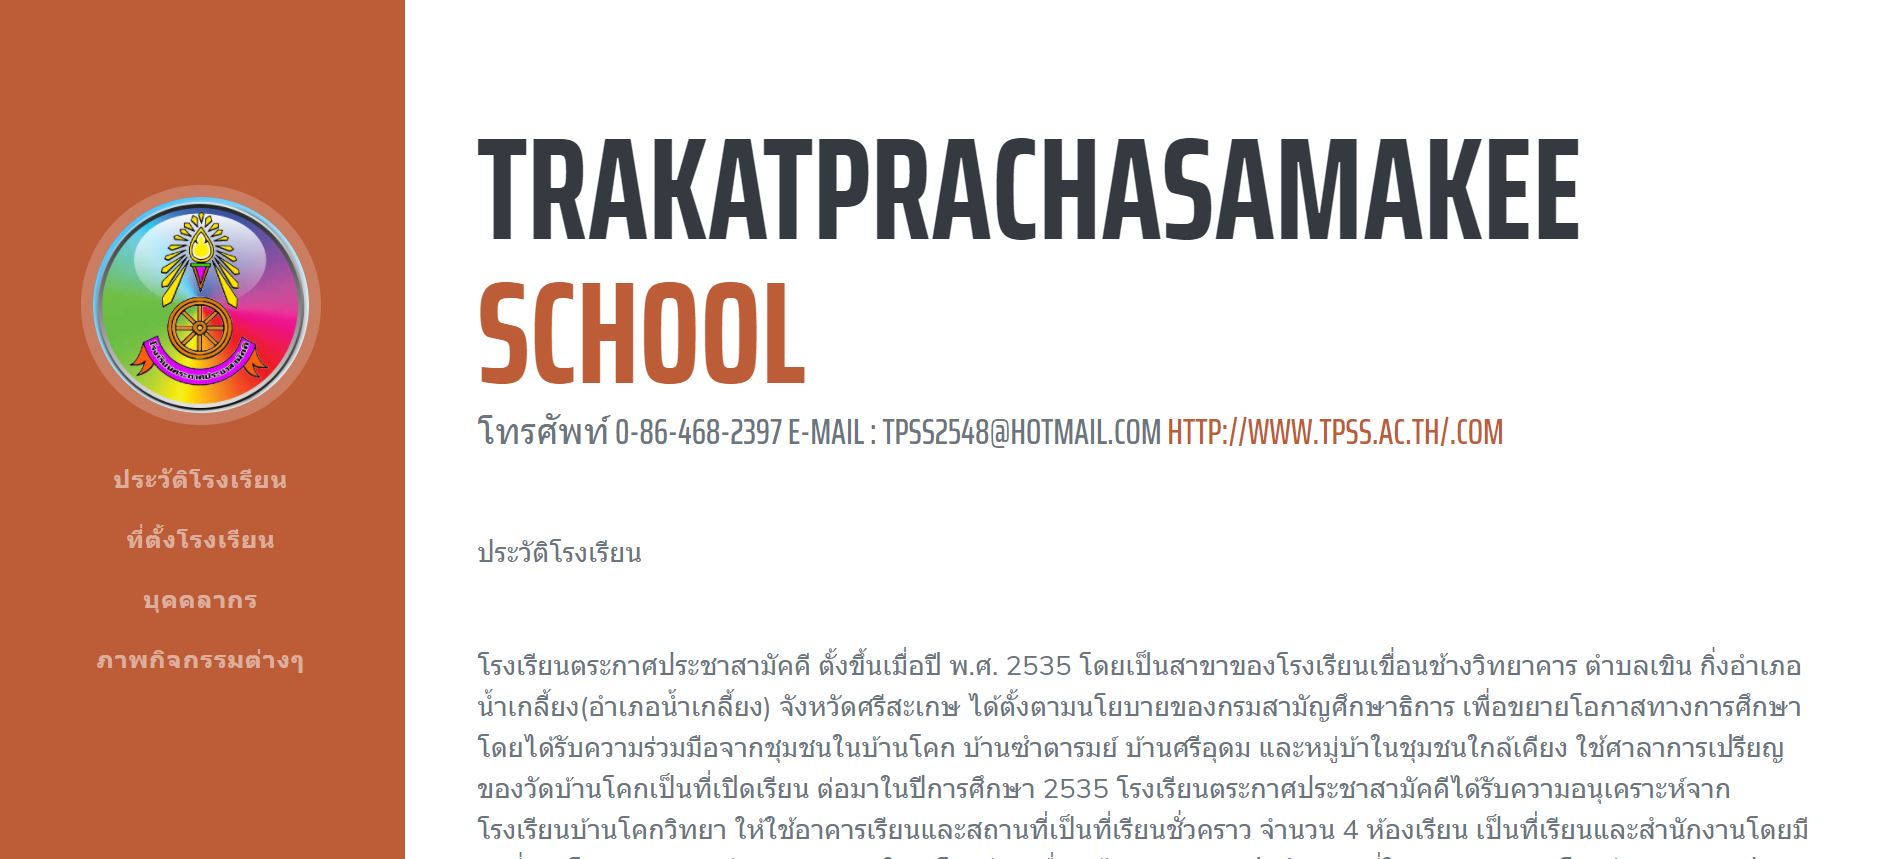 โรงเรียนตระกาศประชาสามัคคี
ประวัติโรงเรียน
ที่ตั้งโรงเรียน
บุคคลากร
ภาพกิจกรรมต่างๆ
TRAKATPRACHASAMAKEE
SCHOOL
โทรศัพท์ 0-86-468-2397 E-MAIL : TPSS2548@HOTMAIL.COM HTTP://WWW.TPSS.AC.TH/.COM
ประวัติโรงเรียน
โรงเรียนตระกาศประชาสามัคคี ตั้งขึ้นเมื่อปี พ.ศ. 2535 โดยเป็นสาขาของโรงเรียนเขื่อนช้างวิทยาคาร ตำบลเขิน กิ่งอำเภอ
น้ำเกลี้ยง(อำเภอน้ำเกลี้ยง) จังหวัดศรีสะเกษ ได้ตั้งตามนโยบายของกรมสามัญศึกษาธิการ เพื่อขยายโอกาสทางการศึกษา
โดยได้รับความร่วมมือจากชุมชนในบ้านโคก บ้านซำตารมย์ บ้านศรีอุดม และหมู่บ้าในชุมชนใกล้เคียง ใช้ศาลาการเปรียญ
ของวัดบ้านโคกเป็นที่เปิดเรียน ต่อมาในปีการศึกษา 2535 โรงเรียนตระกาศประชาสามัคคีได้รับความอนุเคราะห์จาก
โรงเรียนบ้านโคกวิทยา ให้ใช้อาคารเรียนและสถานที่เป็นที่เรียนชั่วคราว จำนวน 4 ห้องเรียน เป็นที่เรียนและสำนักงานโดยมี